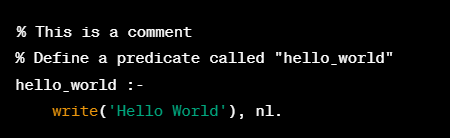 % This is a comment
% Define a predicate called "hello_world"
hello_world :-
    write('Hello World'), nl.